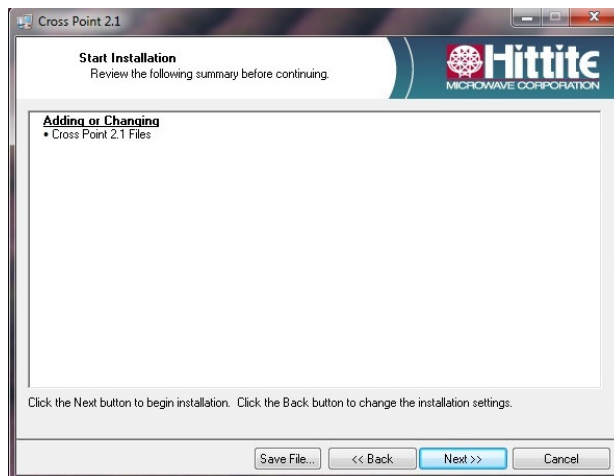 Cross Point 2.1
Start Installation
Review the following summary before continuing.
Hittite
MICROWAVE CORPORATION
Adding or Changing
• Cross Point 2.1 Files
Click the Next button to begin installation.  Click the Back button to change the installation settings.
Save File... << Back Next >> Cancel